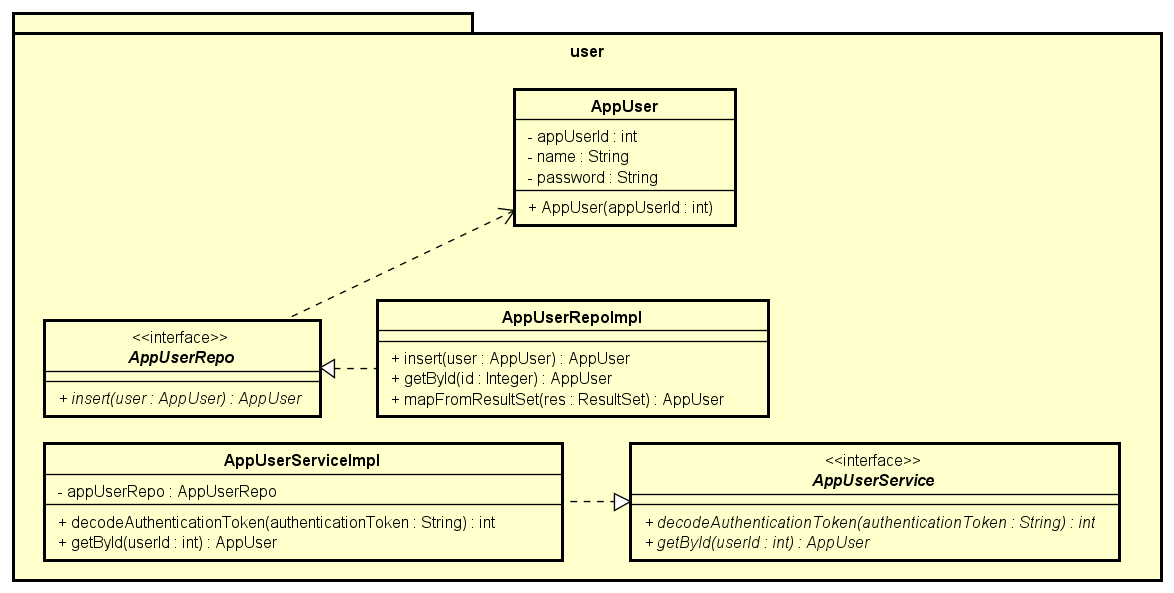 user
AppUser
- appUserId : int
- name : String
- password : String
+ AppUser(appUserId : int)
<<interface>>
AppUserRepo
+ insert(user : AppUser) : AppUser
AppUserRepoImpl
+ insert(user : AppUser) : AppUser
+ getById(id : Integer) : AppUser
+ mapFromResultSet(res : ResultSet) : AppUser
AppUserServiceImpl
- appUserRepo : AppUserRepo
+ decodeAuthenticationToken(authenticationToken : String) : int
+ getById(userId : int) : AppUser
<<interface>>
AppUserService
+ decodeAuthenticationToken(authenticationToken : String) : int
+ getById(userId : int) : AppUser